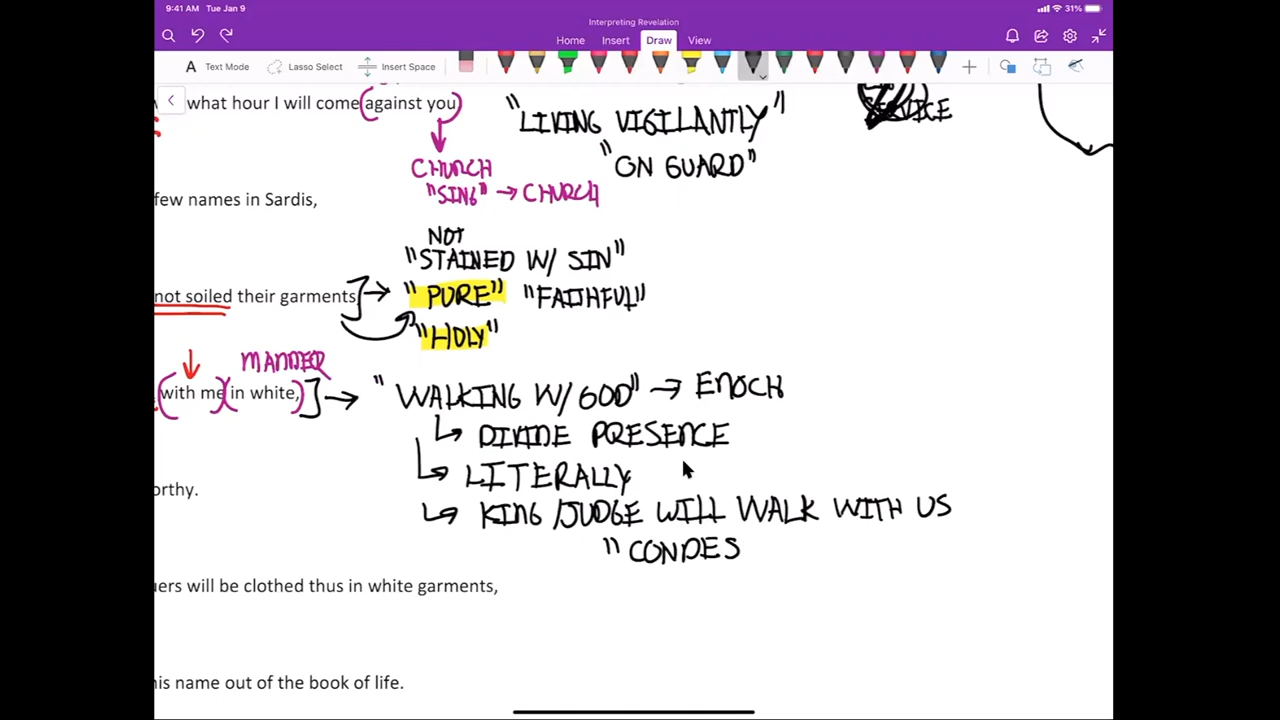 9:41 AM Tue Jan 9
31%
Interpreting Revelation
Home Insert Draw View
A Text Mode Lasso Select Insert Space
what hour I will come (against you)
"LIVING VIGILANTLY"
"ON GUARD"
CHURCH
"SING" → CHURCH
few names in Sardis,
NOT
"STAINED W/ SIN"
not soiled their garments,
"PURE" "FAITHFUL"
"HOLY"
MANNER
(with me)(in white,)
"WALKING W/ GOD" → ENOCH
DIVINE PRESENCE
LITERALLY
orthy.
KING/JUDGE WILL WALK WITH US
"CONDES
uers will be clothed thus in white garments,
his name out of the book of life.